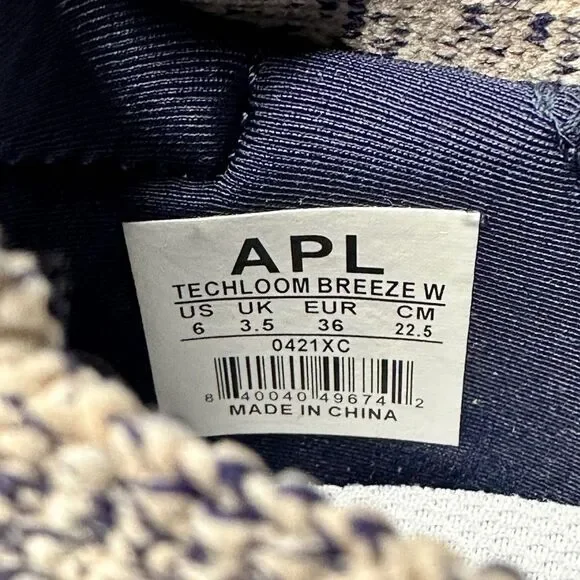 APL
TECHLOOM BREEZE W
US UK EUR CM
6 3.5 36 22.5
0421XC
8 40040 49674 2
MADE IN CHINA